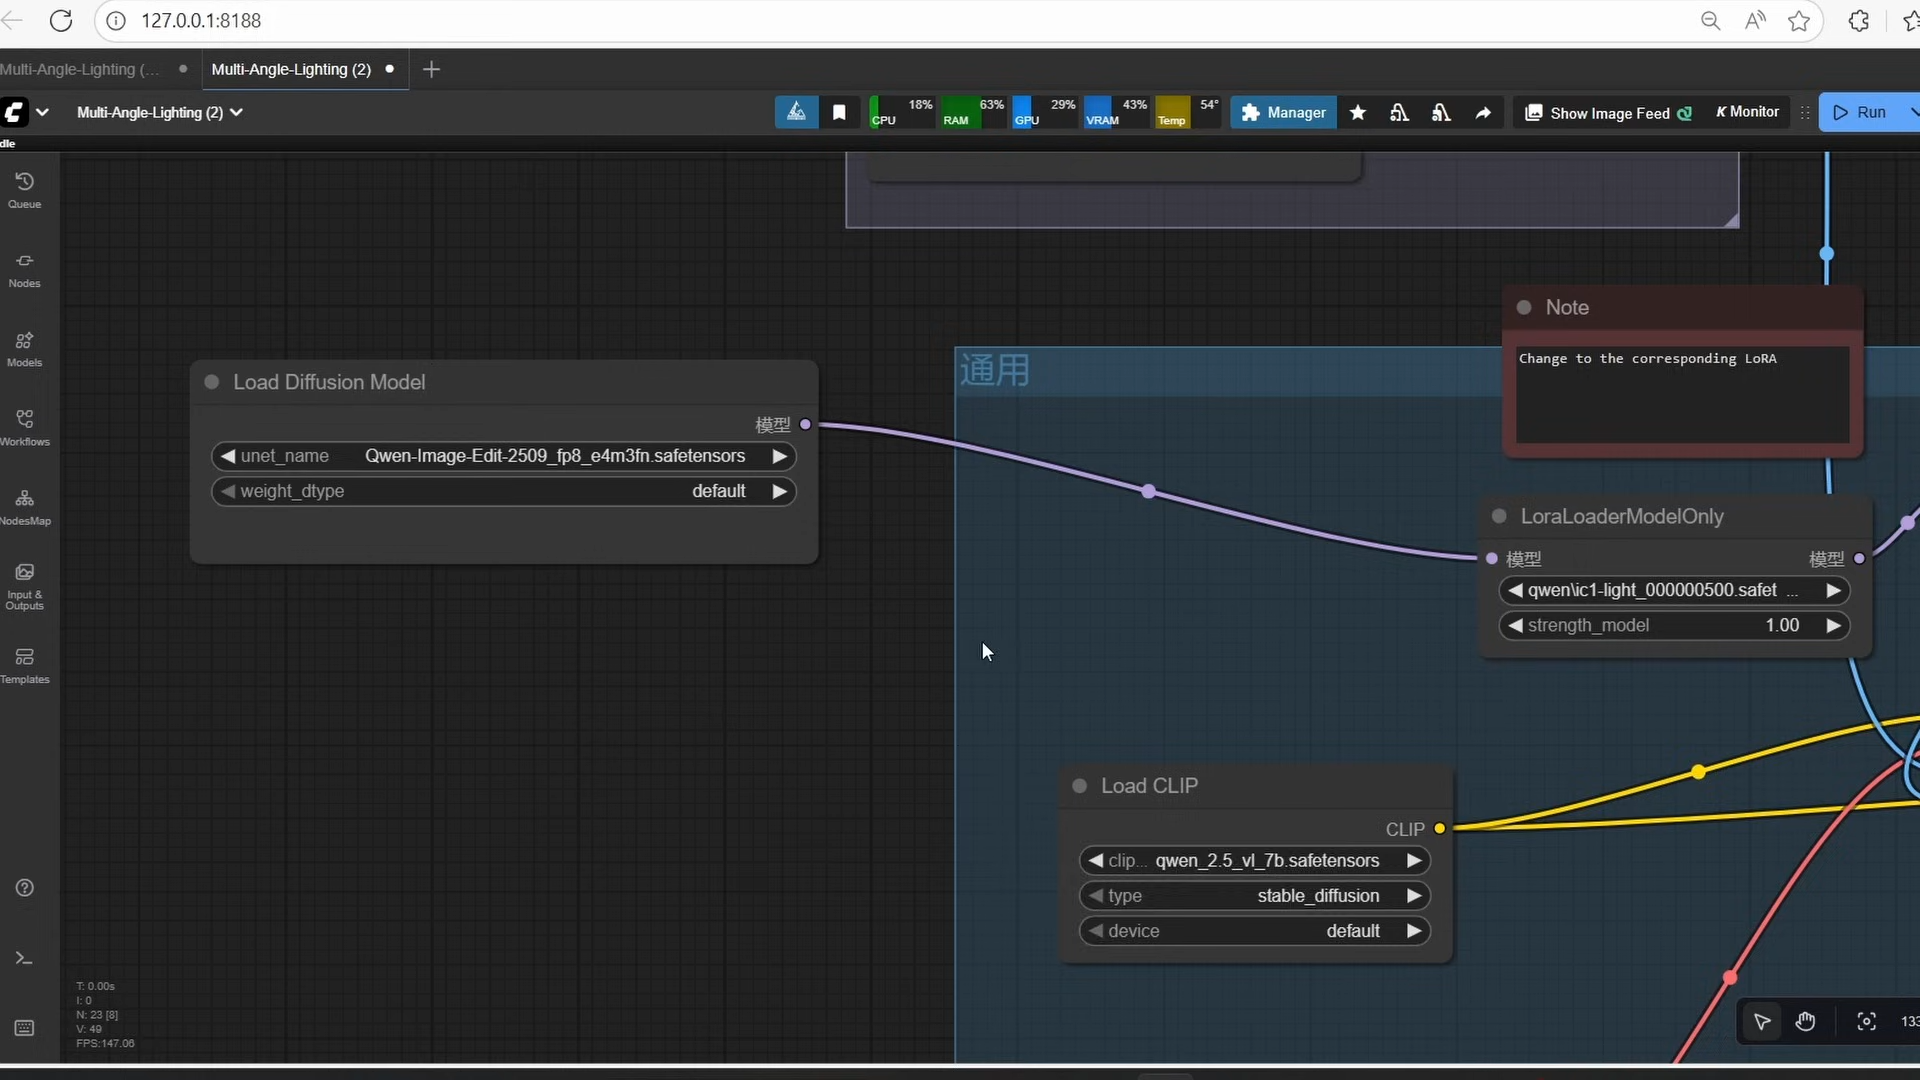 127.0.0.1:8188
Multi-Angle-Lighting (...
Multi-Angle-Lighting (2)
Multi-Angle-Lighting (2)
CPU 18%
RAM 63%
GPU 29%
VRAM 43%
Temp 54°
Manager
Show Image Feed
K Monitor
Run
dle
Queue
Nodes
Models
Workflows
NodesMap
Input &
Outputs
Templates
Load Diffusion Model
模型
unet_name Qwen-Image-Edit-2509_fp8_e4m3fn.safetensors
weight_dtype default
通用
Note
Change to the corresponding LoRA
LoraLoaderModelOnly
模型 模型
qwen\ic1-light_000000500.safet ...
strength_model 1.00
Load CLIP
CLIP
clip... qwen_2.5_vl_7b.safetensors
type stable_diffusion
device default
T: 0.00s
I: 0
N: 23 [8]
V: 49
FPS:147.06
133